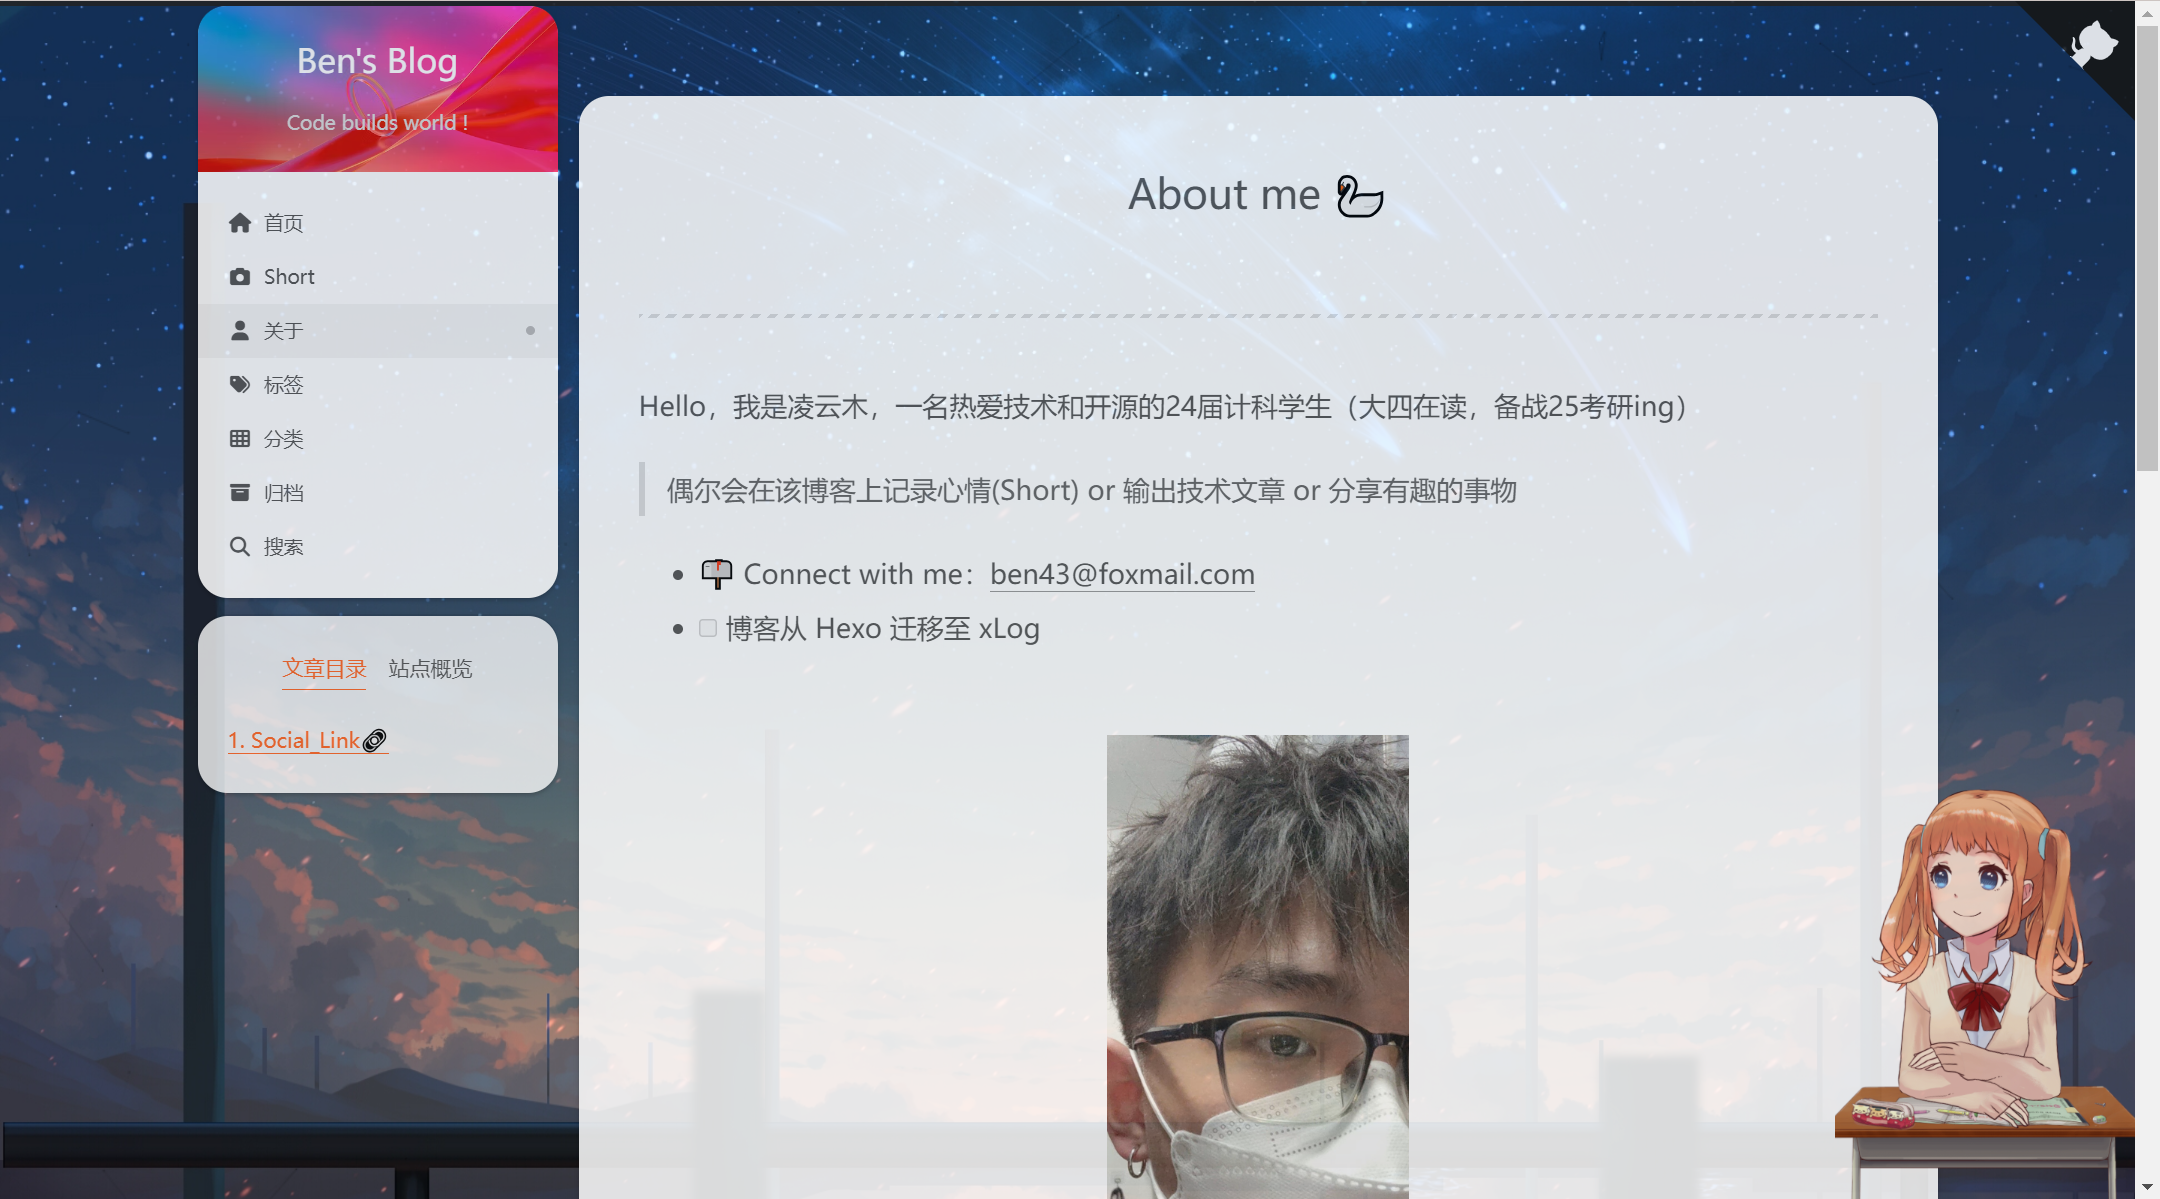 Ben's Blog
Code builds world !
首页
Short
关于
标签
分类
归档
搜索
文章目录 站点概览
1. Social_Link
About me
Hello，我是凌云木，一名热爱技术和开源的24届计科学生（大四在读，备战25考研ing）
偶尔会在该博客上记录心情(Short) or 输出技术文章 or 分享有趣的事物
Connect with me：ben43@foxmail.com
博客从 Hexo 迁移至 xLog